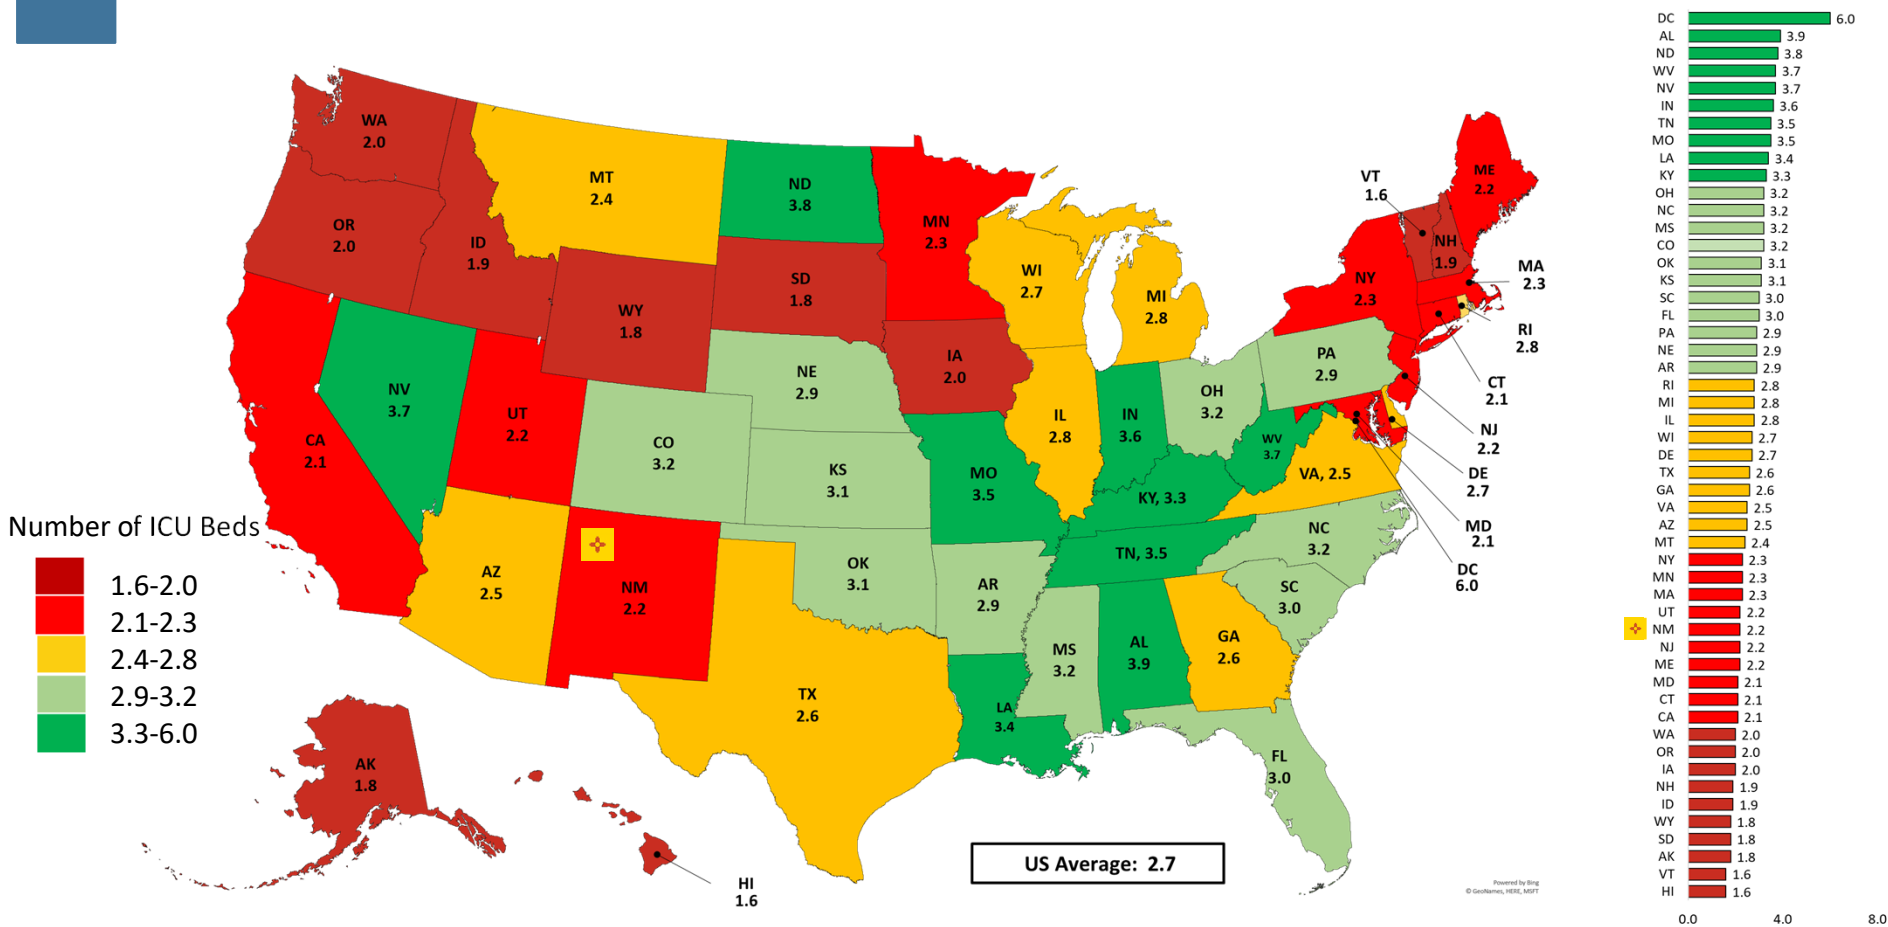 WA
2.0
OR
2.0
ID
1.9
MT
2.4
ND
3.8
MN
2.3
SD
1.8
WY
1.8
WI
2.7
MI
2.8
VT
1.6
ME
2.2
NH
1.9
NY
2.3
MA
2.3
RI
2.8
CT
2.1
NJ
2.2
DE
2.7
MD
2.1
DC
6.0
IA
2.0
NE
2.9
PA
2.9
OH
3.2
IN
3.6
IL
2.8
NV
3.7
UT
2.2
CA
2.1
CO
3.2
KS
3.1
MO
3.5
WV
3.7
VA, 2.5
KY, 3.3
NC
3.2
TN, 3.5
SC
3.0
AZ
2.5
NM
2.2
OK
3.1
AR
2.9
MS
3.2
AL
3.9
GA
2.6
TX
2.6
LA
3.4
FL
3.0
AK
1.8
HI
1.6
Number of ICU Beds
1.6-2.0
2.1-2.3
2.4-2.8
2.9-3.2
3.3-6.0
US Average: 2.7
Powered by Bing
© GeoNames, HERE, MSFT
DC 6.0
AL 3.9
ND 3.8
WV 3.7
NV 3.7
IN 3.6
TN 3.5
MO 3.5
LA 3.4
KY 3.3
OH 3.2
NC 3.2
MS 3.2
CO 3.2
OK 3.1
KS 3.1
SC 3.0
FL 3.0
PA 2.9
NE 2.9
AR 2.9
RI 2.8
MI 2.8
IL 2.8
WI 2.7
DE 2.7
TX 2.6
GA 2.6
VA 2.5
AZ 2.5
MT 2.4
NY 2.3
MN 2.3
MA 2.3
UT 2.2
NM 2.2
NJ 2.2
ME 2.2
MD 2.1
CT 2.1
CA 2.1
WA 2.0
OR 2.0
IA 2.0
NH 1.9
ID 1.9
WY 1.8
SD 1.8
AK 1.8
VT 1.6
HI 1.6
0.0 4.0 8.0